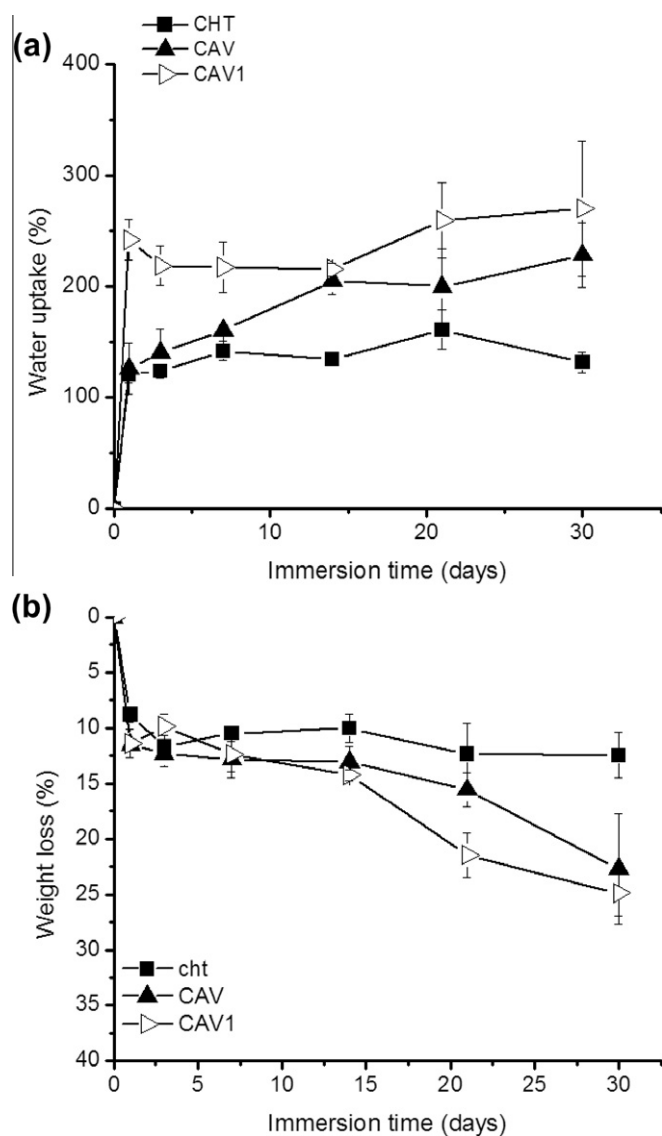 (a)
CHT
CAV
CAV1
400
300
200
100
0
Water uptake (%)
0 10 20 30
Immersion time (days)
(b)
0
5
10
15
20
25
30
35
40
Weight loss (%)
cht
CAV
CAV1
0 5 10 15 20 25 30
Immersion time (days)